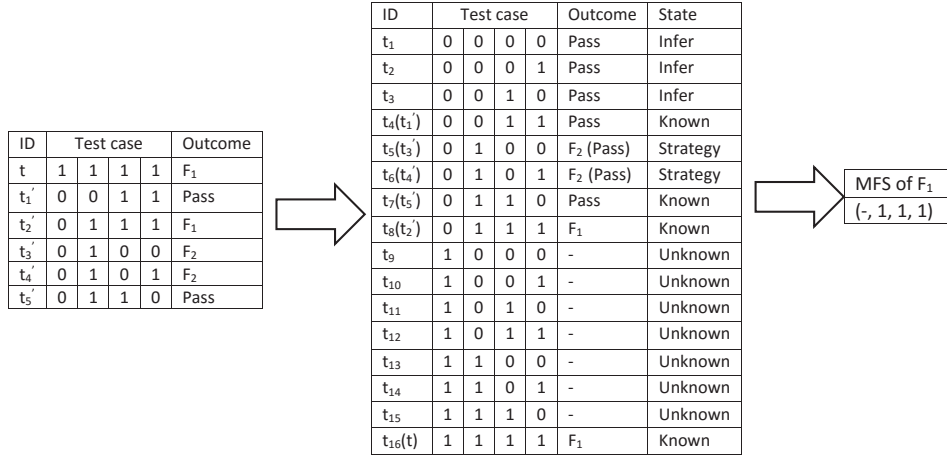 ID Test case Outcome
t 1 1 1 1 F₁
t₁′ 0 0 1 1 Pass
t₂′ 0 1 1 1 F₁
t₃′ 0 1 0 0 F₂
t₄′ 0 1 0 1 F₂
t₅′ 0 1 1 0 Pass
ID Test case Outcome State
t₁ 0 0 0 0 Pass Infer
t₂ 0 0 0 1 Pass Infer
t₃ 0 0 1 0 Pass Infer
t₄(t₁′) 0 0 1 1 Pass Known
t₅(t₃′) 0 1 0 0 F₂ (Pass) Strategy
t₆(t₄′) 0 1 0 1 F₂ (Pass) Strategy
t₇(t₅′) 0 1 1 0 Pass Known
t₈(t₂′) 0 1 1 1 F₁ Known
t₉ 1 0 0 0 - Unknown
t₁₀ 1 0 0 1 - Unknown
t₁₁ 1 0 1 0 - Unknown
t₁₂ 1 0 1 1 - Unknown
t₁₃ 1 1 0 0 - Unknown
t₁₄ 1 1 0 1 - Unknown
t₁₅ 1 1 1 0 - Unknown
t₁₆(t) 1 1 1 1 F₁ Known
MFS of F₁
(-, 1, 1, 1)